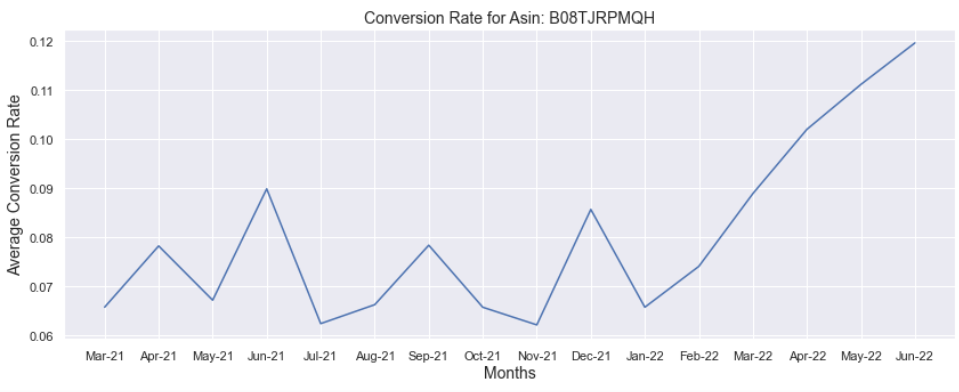 Conversion Rate for Asin: B08TJRPMQH
0.12
0.11
0.10
0.09
0.08
0.07
0.06
Average Conversion Rate
Mar-21 Apr-21 May-21 Jun-21 Jul-21 Aug-21 Sep-21 Oct-21 Nov-21 Dec-21 Jan-22 Feb-22 Mar-22 Apr-22 May-22 Jun-22
Months